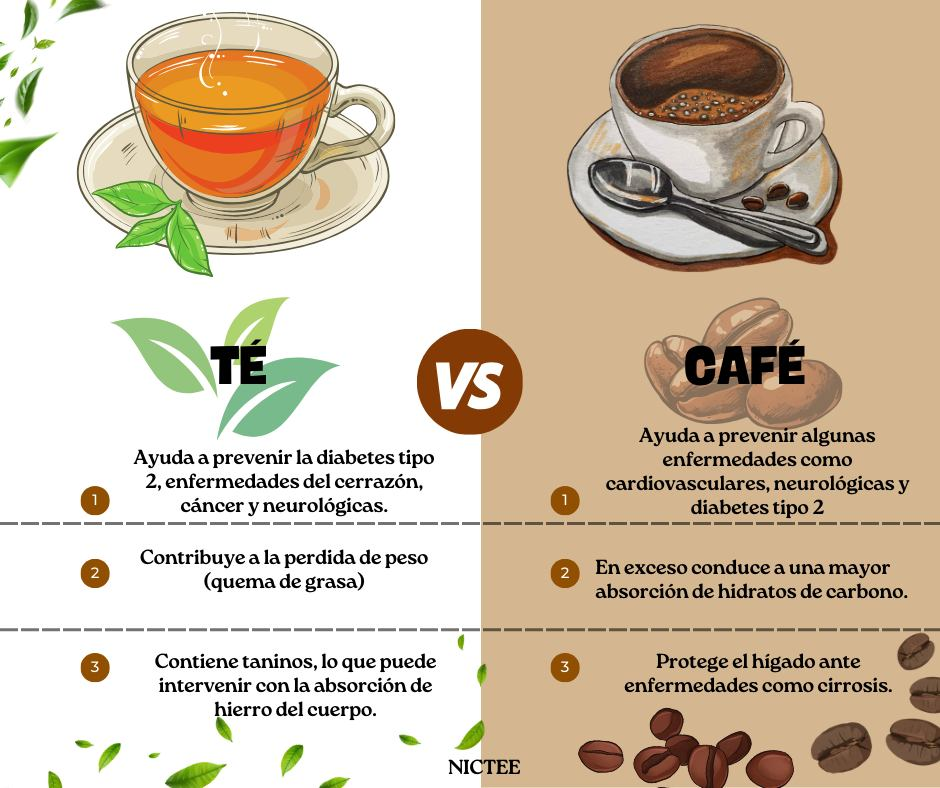 TÉ
VS
CAFÉ
Ayuda a prevenir la diabetes tipo
2, enfermedades del cerrazón,
cáncer y neurológicas.
1
Contribuye a la perdida de peso
(quema de grasa)
2
3
Contiene taninos, lo que puede
intervenir con la absorción de
hierro del cuerpo.
Ayuda a prevenir algunas
enfermedades como
cardiovasculares, neurológicas y
diabetes tipo 2
1
2
En exceso conduce a una mayor
absorción de hidratos de carbono.
3
Protege el hígado ante
enfermedades como cirrosis.
NICTEE